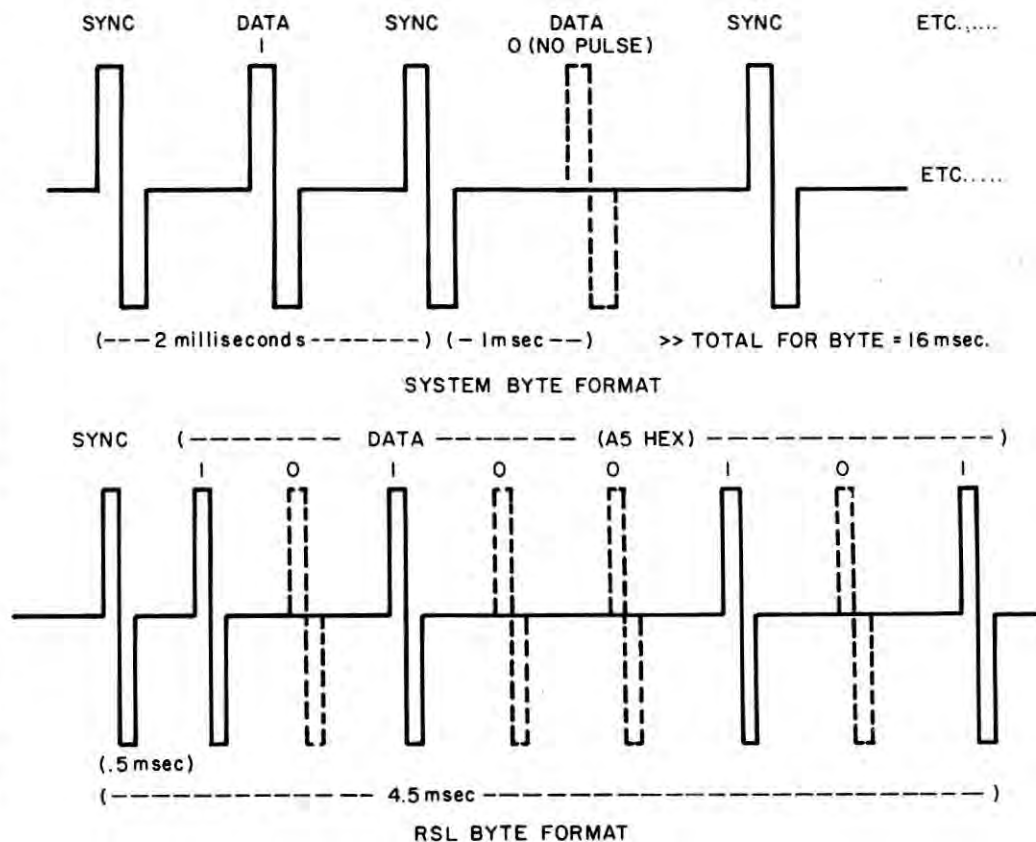 SYNC DATA SYNC DATA SYNC ETC......
1 0 (NO PULSE)
ETC.....
(---2 milliseconds-------) (-1msec--) >> TOTAL FOR BYTE = 16 msec.
SYSTEM BYTE FORMAT
SYNC (---------- DATA --------- (A5 HEX)----------------)
1 0 1 0 0 1 0 1
(.5 msec)
(----------------4.5msec-----------------------------)
RSL BYTE FORMAT